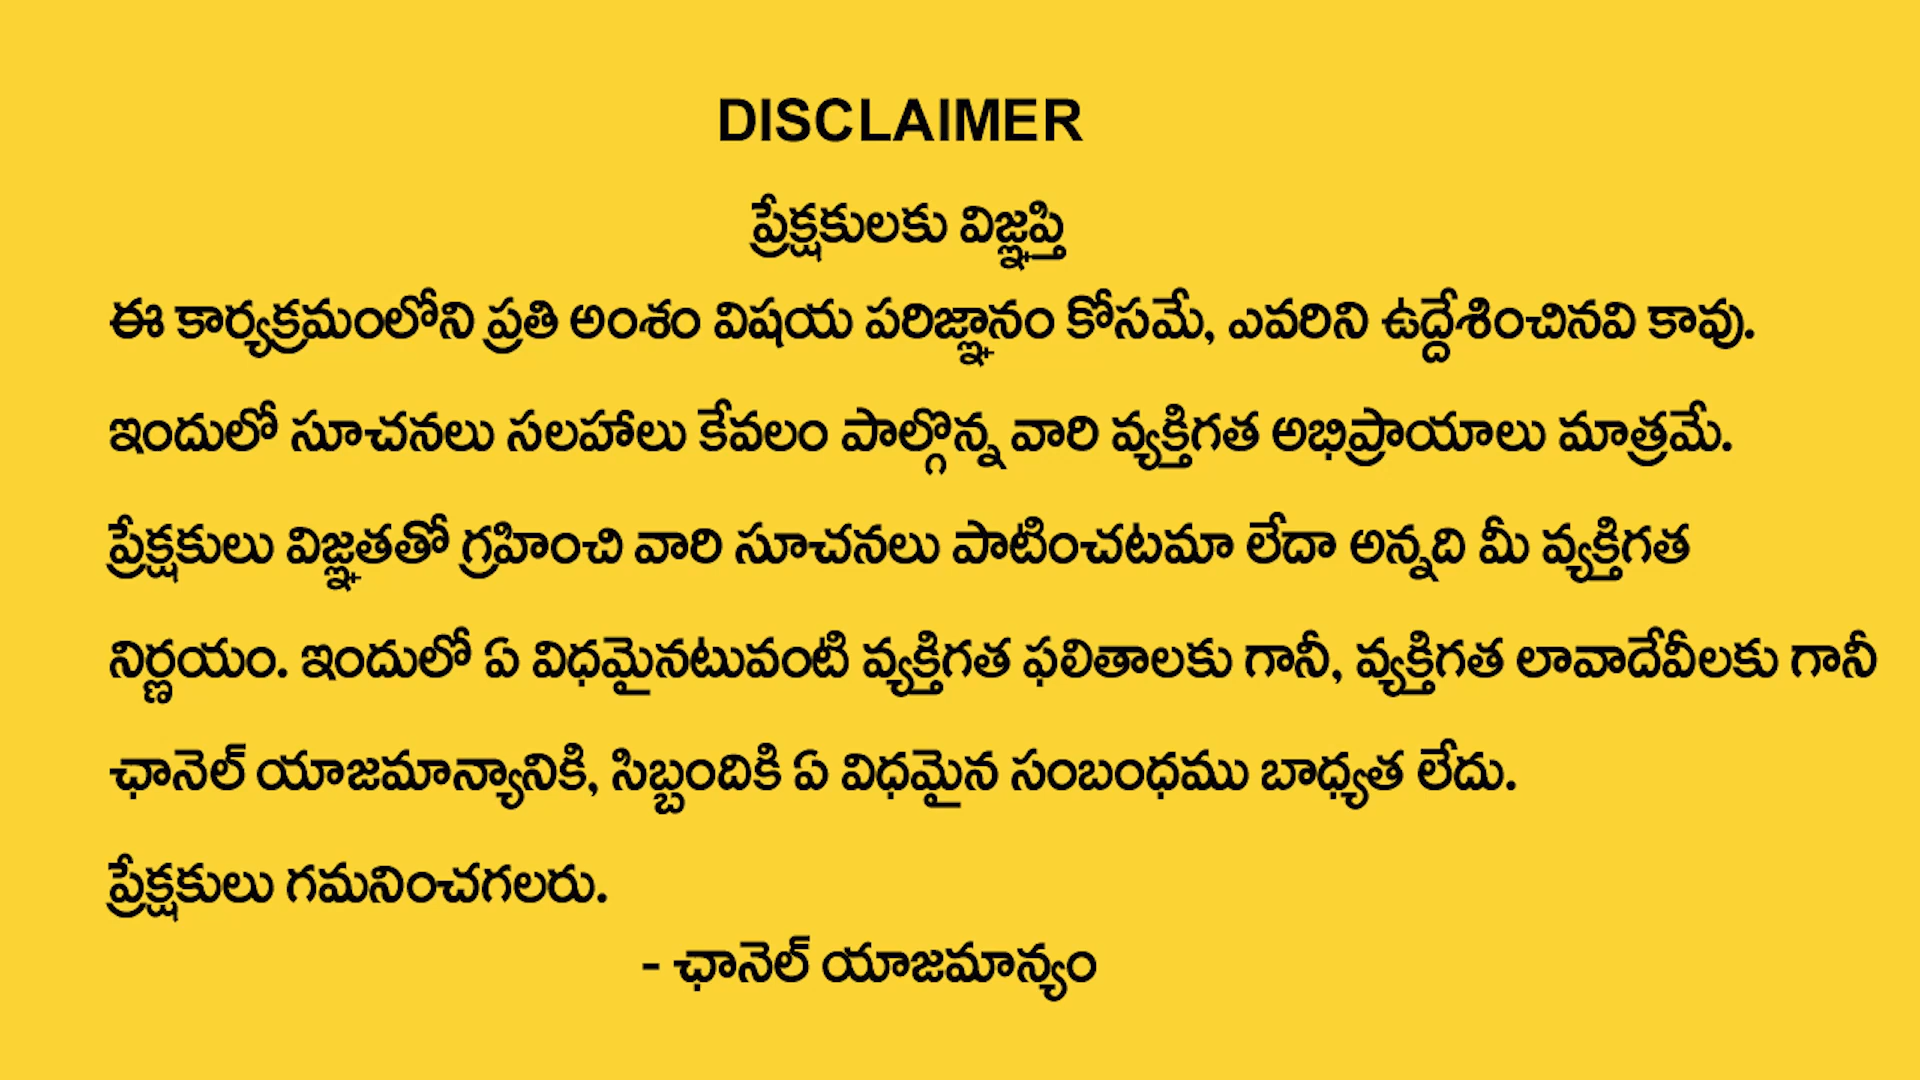 DISCLAIMER
ప్రేక్షకులకు విజ్ఞప్తి
ఈ కార్యక్రమంలోని ప్రతి అంశం విషయ పరిజ్ఞానం కోసమే, ఎవరిని ఉద్దేశించినవి కావు.
ఇందులో సూచనలు సలహాలు కేవలం పాల్గొన్న వారి వ్యక్తిగత అభిప్రాయాలు మాత్రమే.
ప్రేక్షకులు విజ్ఞతతో గ్రహించి వారి సూచనలు పాటించటమా లేదా అన్నది మీ వ్యక్తిగత
నిర్ణయం. ఇందులో ఏ విధమైనటువంటి వ్యక్తిగత ఫలితాలకు గానీ, వ్యక్తిగత లావాదేవీలకు గానీ
ఛానెల్ యాజమాన్యానికి, సిబ్బందికి ఏ విధమైన సంబంధము బాధ్యత లేదు.
ప్రేక్షకులు గమనించగలరు.
- ఛానెల్ యాజమాన్యం